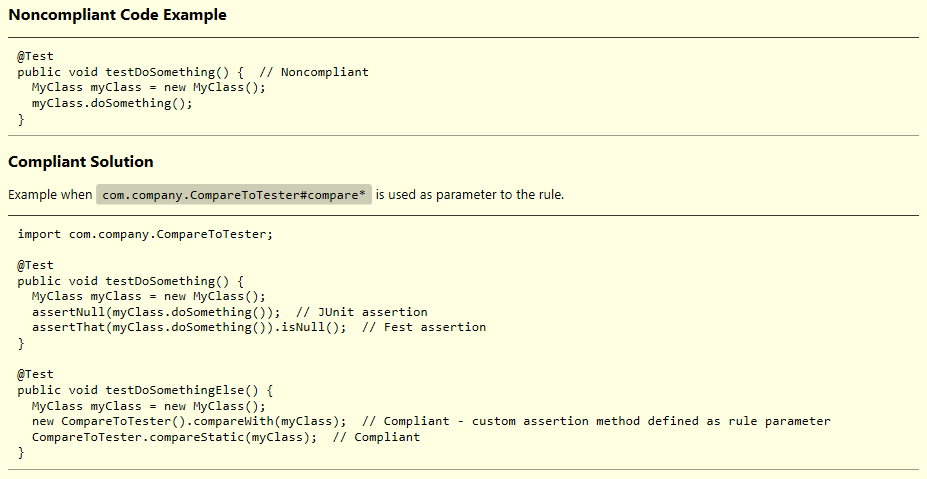 Noncompliant Code Example
@Test
public void testDoSomething() {  // Noncompliant
  MyClass myClass = new MyClass();
  myClass.doSomething();
}
Compliant Solution
Example when com.company.CompareToTester#compare* is used as parameter to the rule.
import com.company.CompareToTester;
@Test
public void testDoSomething() {
  MyClass myClass = new MyClass();
  assertNull(myClass.doSomething());  // JUnit assertion
  assertThat(myClass.doSomething()).isNull();  // Fest assertion
}
@Test
public void testDoSomethingElse() {
  MyClass myClass = new MyClass();
  new CompareToTester().compareWith(myClass);  // Compliant - custom assertion method defined as rule parameter
  CompareToTester.compareStatic(myClass);  // Compliant
}